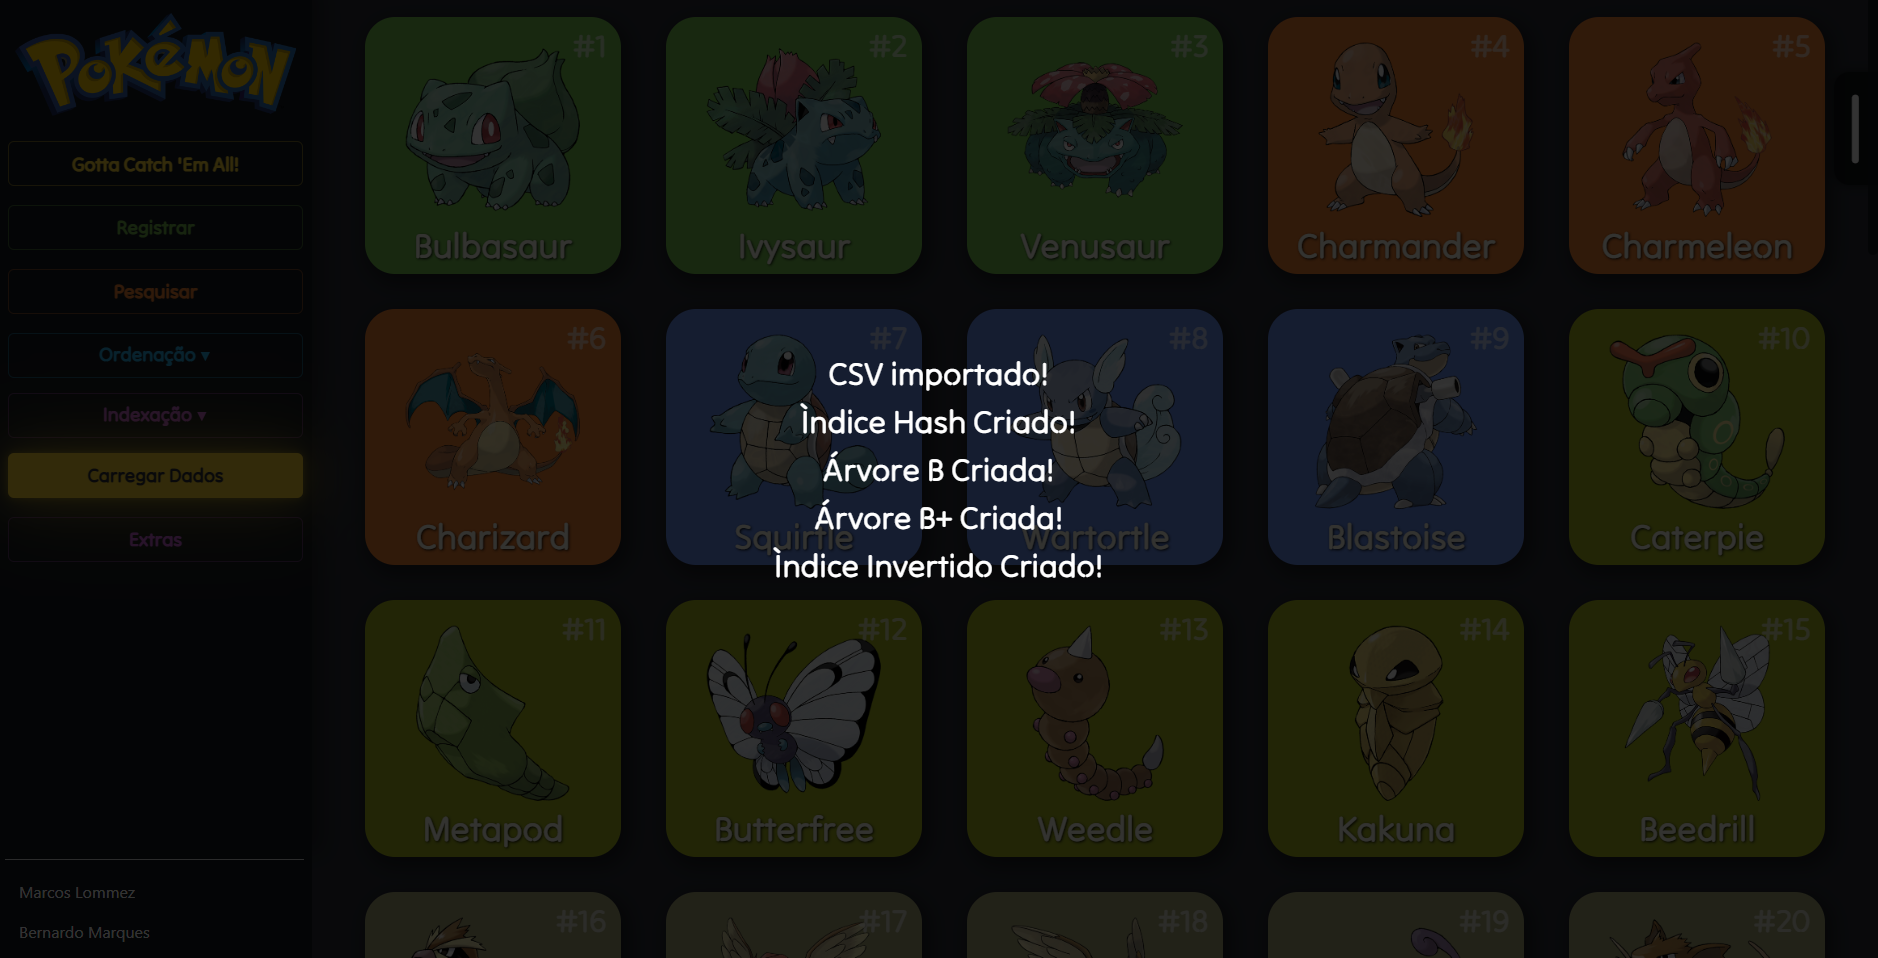 Pokémon
Gotta Catch 'Em All!
Registrar
Pesquisar
Ordenação ▾
Indexação ▾
Carregar Dados
Extras
Marcos Lommez
Bernardo Marques
#1
Bulbasaur
#2
Ivysaur
#3
Venusaur
#4
Charmander
#5
Charmeleon
#6
Charizard
#7
Squirtle
#8
Wartortle
#9
Blastoise
#10
Caterpie
CSV importado!
Ìndice Hash Criado!
Árvore B Criada!
Árvore B+ Criada!
Ìndice Invertido Criado!
#11
Metapod
#12
Butterfree
#13
Weedle
#14
Kakuna
#15
Beedrill
#16
#17
#18
#19
#20